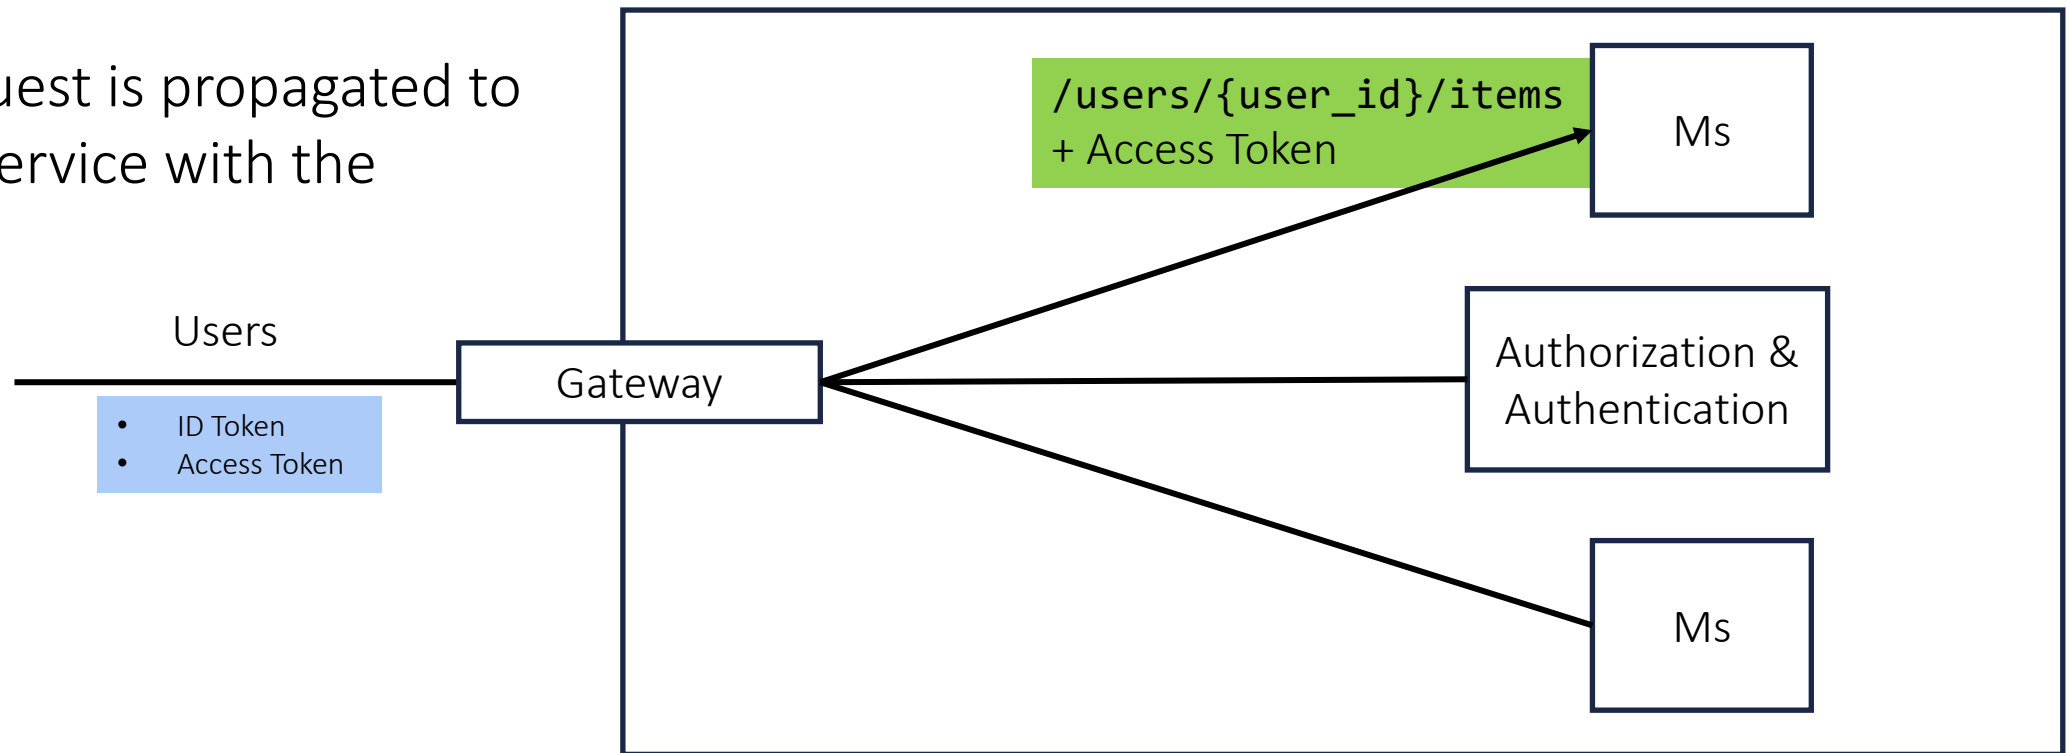 uest is propagated to
ervice with the
/users/{user_id}/items
+ Access Token
Ms
Users
Gateway
Authorization &
Authentication
• ID Token
• Access Token
Ms